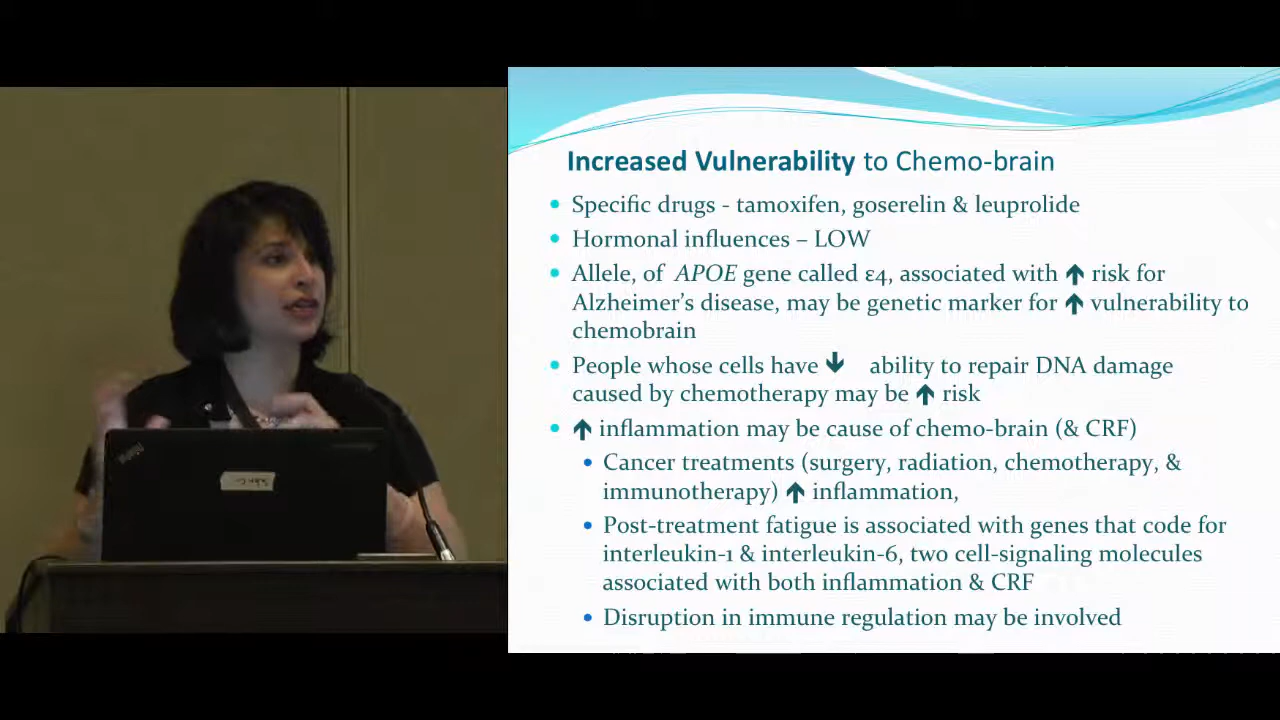 Increased Vulnerability to Chemo-brain
• Specific drugs - tamoxifen, goserelin & leuprolide
• Hormonal influences – LOW
• Allele, of APOE gene called ε4, associated with ↑ risk for
Alzheimer's disease, may be genetic marker for ↑ vulnerability to
chemobrain
• People whose cells have ↓ ability to repair DNA damage
caused by chemotherapy may be ↑ risk
• ↑ inflammation may be cause of chemo-brain (& CRF)
• Cancer treatments (surgery, radiation, chemotherapy, &
immunotherapy) ↑ inflammation,
• Post-treatment fatigue is associated with genes that code for
interleukin-1 & interleukin-6, two cell-signaling molecules
associated with both inflammation & CRF
• Disruption in immune regulation may be involved